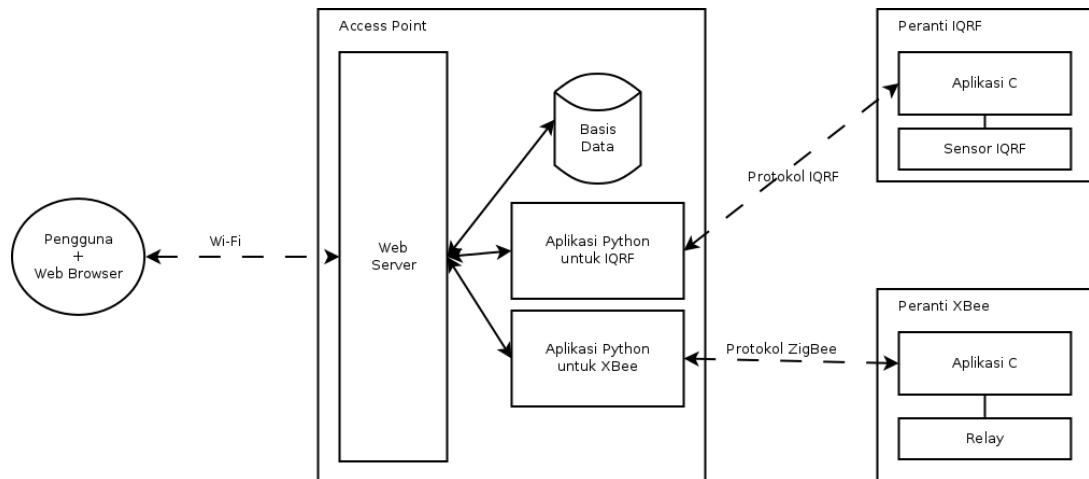 Access Point
Peranti IQRF
Aplikasi C
Sensor IQRF
Basis
Data
Protokol IQRF
Pengguna
+
Web Browser
Wi-Fi
Web
Server
Aplikasi Python
untuk IQRF
Peranti XBee
Aplikasi Python
untuk XBee
Protokol ZigBee
Aplikasi C
Relay